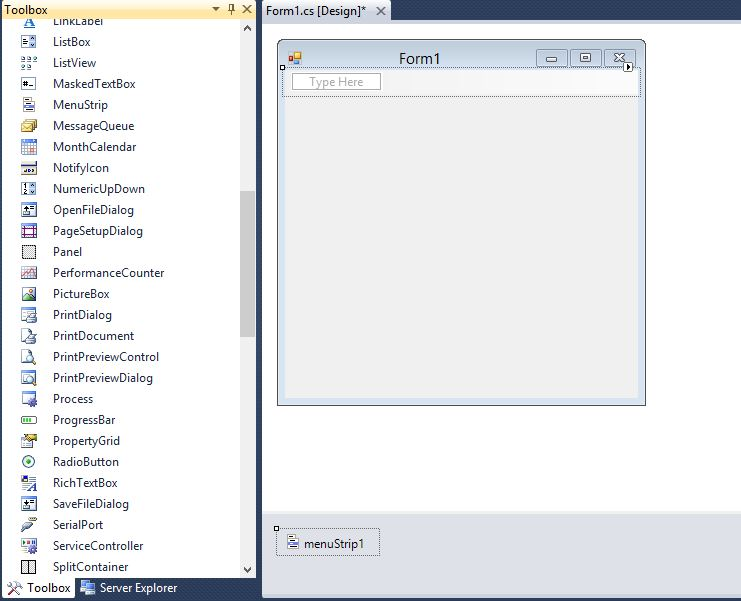 Toolbox
LinkLabel
ListBox
ListView
MaskedTextBox
MenuStrip
MessageQueue
MonthCalendar
NotifyIcon
NumericUpDown
OpenFileDialog
PageSetupDialog
Panel
PerformanceCounter
PictureBox
PrintDialog
PrintDocument
PrintPreviewControl
PrintPreviewDialog
Process
ProgressBar
PropertyGrid
RadioButton
RichTextBox
SaveFileDialog
SerialPort
ServiceController
SplitContainer
Toolbox
Server Explorer
Form1.cs [Design]*
Form1
Type Here
menuStrip1